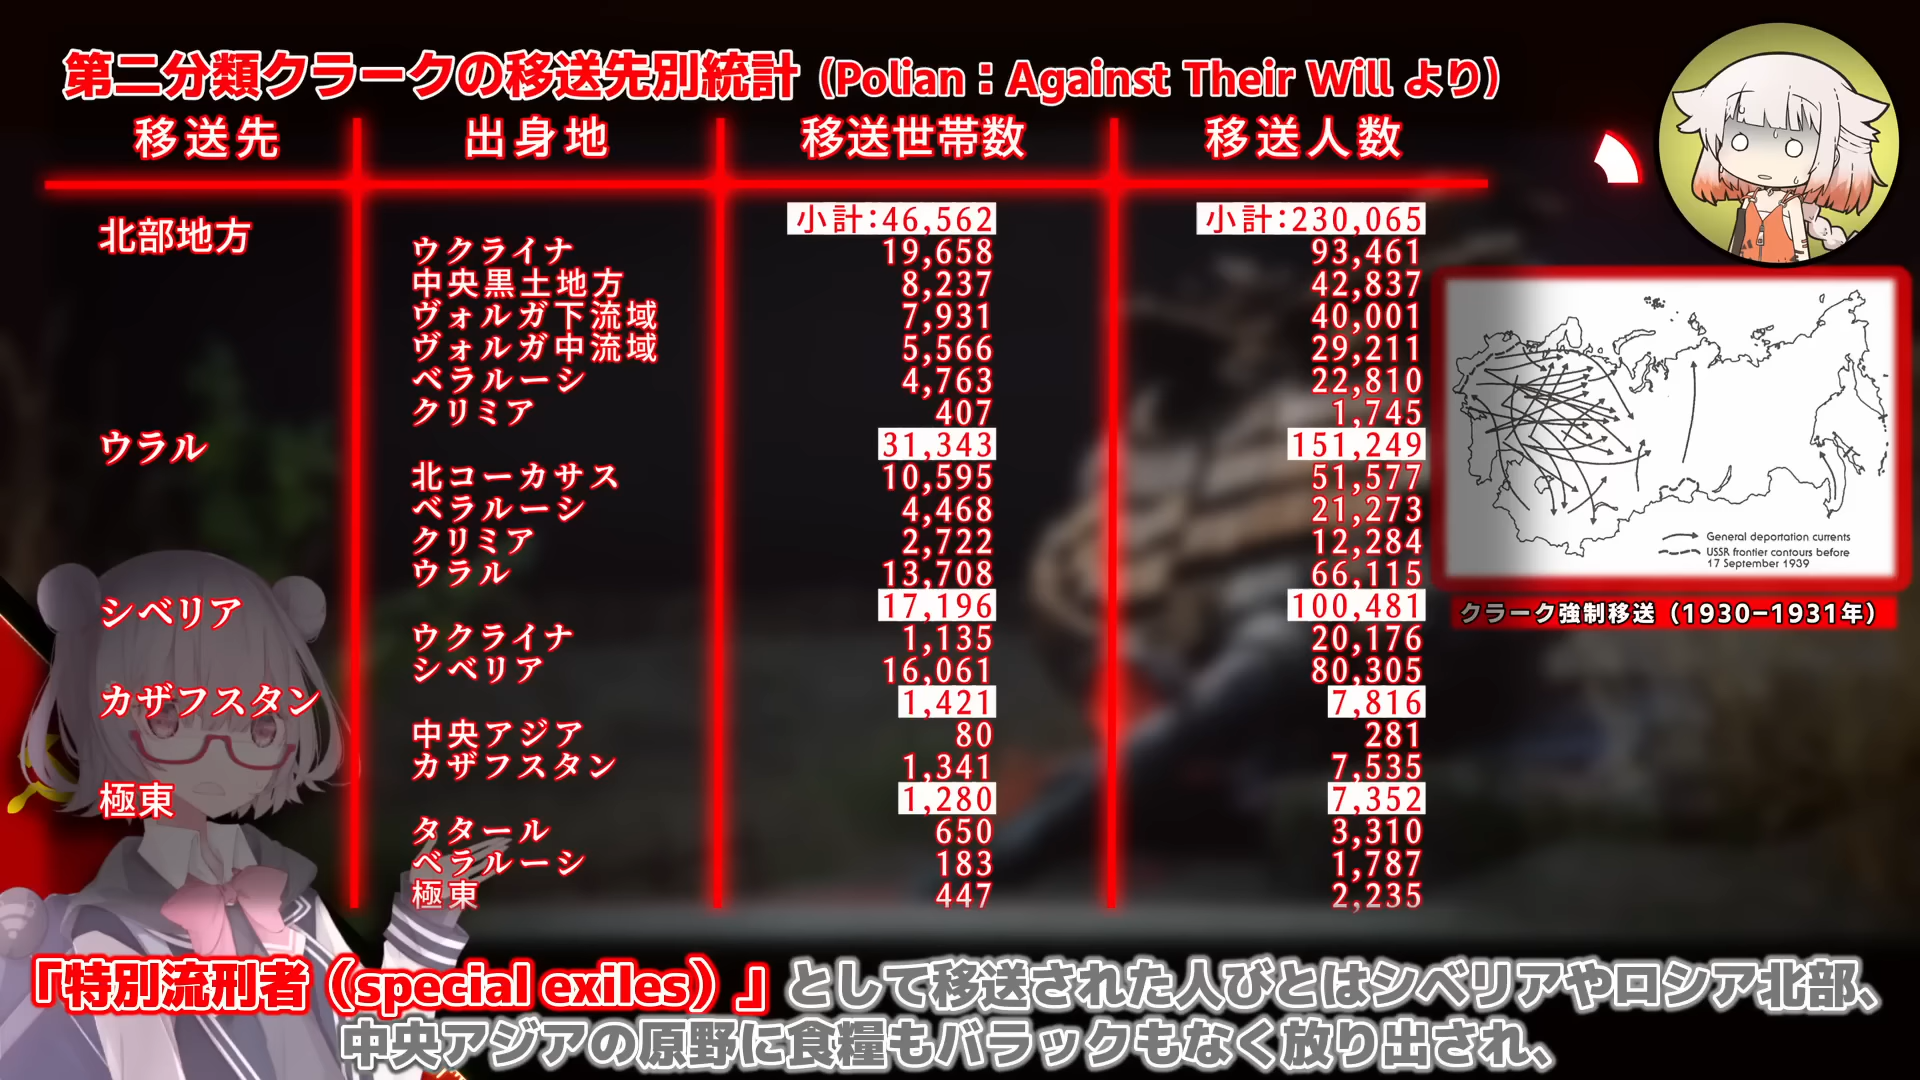 第二分類クラークの移送先別統計（Polian：Against Their Will より）
移送先 出身地 移送世帯数 移送人数
北部地方 小計:46,562 小計:230,065
ウクライナ 19,658 93,461
中央黒土地方 8,237 42,837
ヴォルガ下流域 7,931 40,001
ヴォルガ中流域 5,566 29,211
ベラルーシ 4,763 22,810
クリミア 407 1,745
ウラル 31,343 151,249
北コーカサス 10,595 51,577
ベラルーシ 4,468 21,273
クリミア 2,722 12,284
ウラル 13,708 66,115
シベリア 17,196 100,481
ウクライナ 1,135 20,176
シベリア 16,061 80,305
カザフスタン 1,421 7,816
中央アジア 80 281
カザフスタン 1,341 7,535
極東 1,280 7,352
タタール 650 3,310
ベラルーシ 183 1,787
極東 447 2,235
General deportation currents
USSR frontier contours before
17 September 1939
クラーク強制移送（1930−1931年）
『特別流刑者（special exiles）』として移送された人びとはシベリアやロシア北部、
中央アジアの原野に食糧もバラックもなく放り出され、